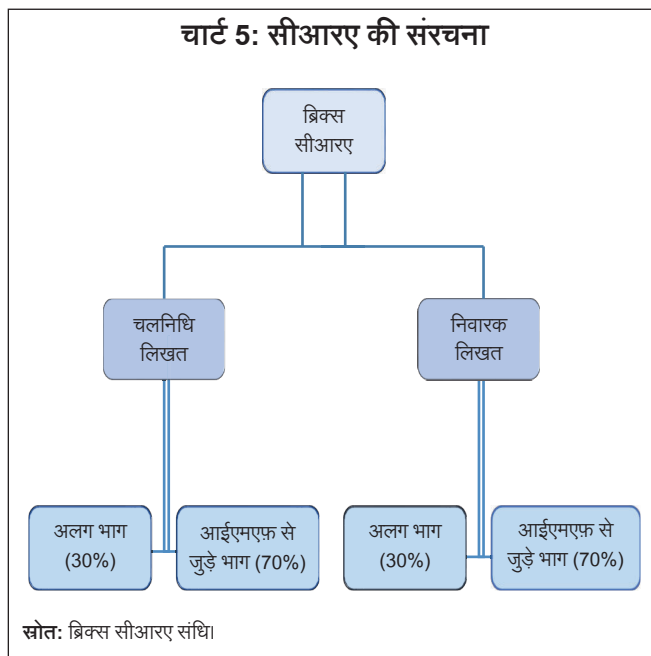 चार्ट 5: सीआरए की संरचना
ब्रिक्स
सीआरए
चलनिधि
लिखत
निवारक
लिखत
अलग भाग
(30%)
आईएमएफ़ से
जुड़े भाग (70%)
अलग भाग
(30%)
आईएमएफ़ से
जुड़े भाग (70%)
स्रोत: ब्रिक्स सीआरए संधि।